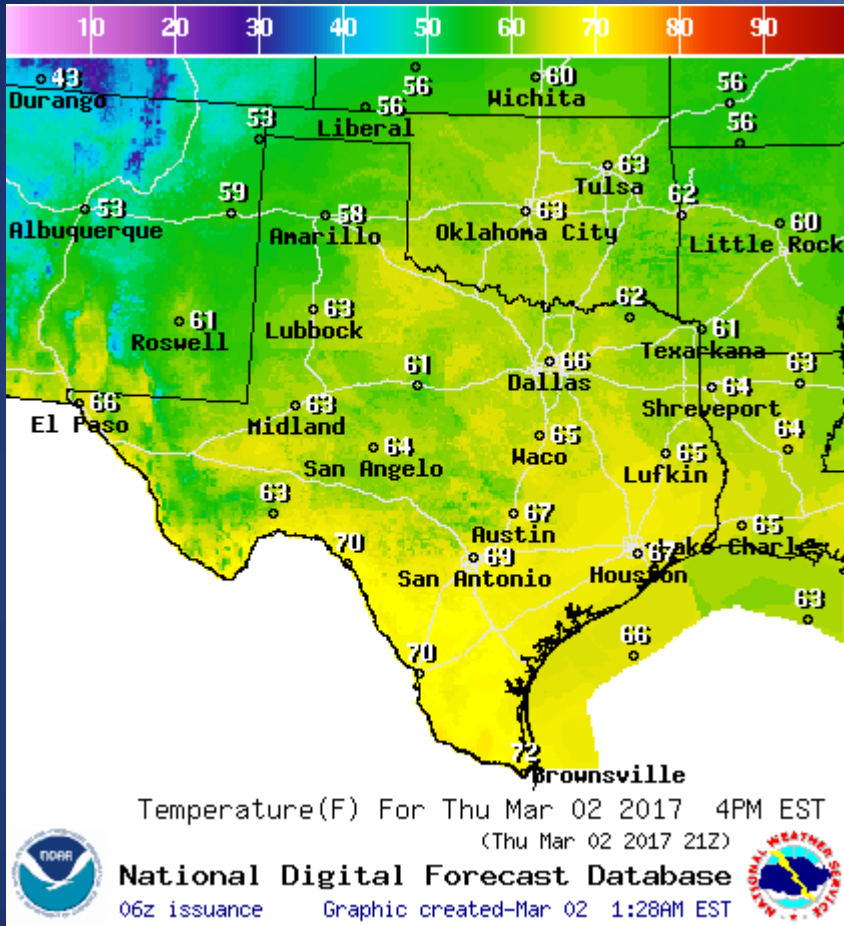 10 20 30 40 50 60 70 80 90
43
Durango
56
60
Wichita
56
56
Liberal
53
56
63
Tulsa
53
Albuquerque
59
58
Amarillo
63
Oklahoma City
62
60
Little Rock
61
Roswell
63
Lubbock
62
61
Texarkana
66
El Paso
61
66
Dallas
63
64
Shreveport
63
Midland
64
San Angelo
65
Waco
65
Lufkin
64
63
67
Austin
65
Lake Charles
70
69
San Antonio
67
Houston
63
66
70
72
Brownsville
Temperature(F) For Thu Mar 02 2017 4PM EST
(Thu Mar 02 2017 21Z)
NOAA
National Digital Forecast Database
NATIONAL WEATHER SERVICE
06z issuance Graphic created-Mar 02 1:28AM EST